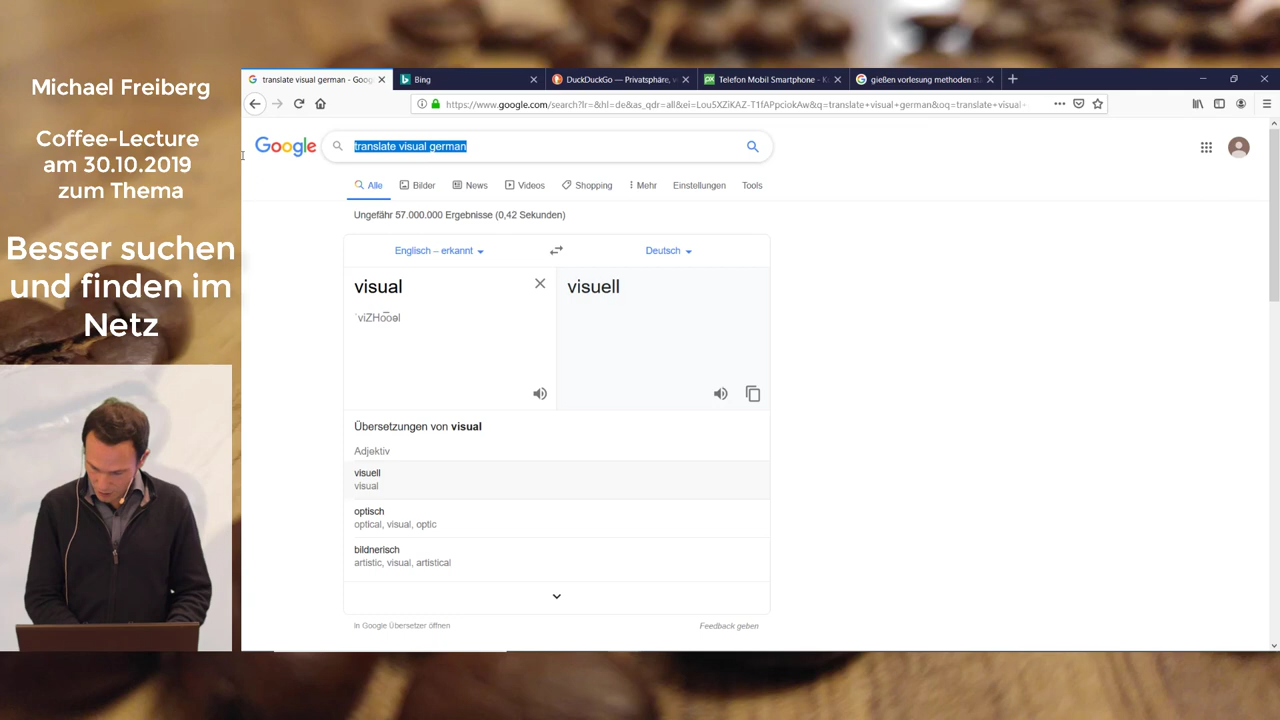 Michael Freiberg
Coffee-Lecture
am 30.10.2019
zum Thema
Besser suchen
und finden im
Netz
translate visual german - Goog
Bing
DuckDuckGo — Privatsphäre, v
Telefon Mobil Smartphone - K
gießen vorlesung methoden st
https://www.google.com/search?lr=&hl=de&as_qdr=all&ei=Lou5XZiKAZ-T1fAPpciokAw&q=translate+visual+german&oq=translate+visual+
Google
translate visual german
Alle
Bilder
News
Videos
Shopping
Mehr
Einstellungen
Tools
Ungefähr 57.000.000 Ergebnisse (0,42 Sekunden)
Englisch – erkannt
Deutsch
visual
visuell
Übersetzungen von visual
Adjektiv
visuell
visual
optisch
optical, visual, optic
bildnerisch
artistic, visual, artistical
In Google Übersetzer öffnen
Feedback geben